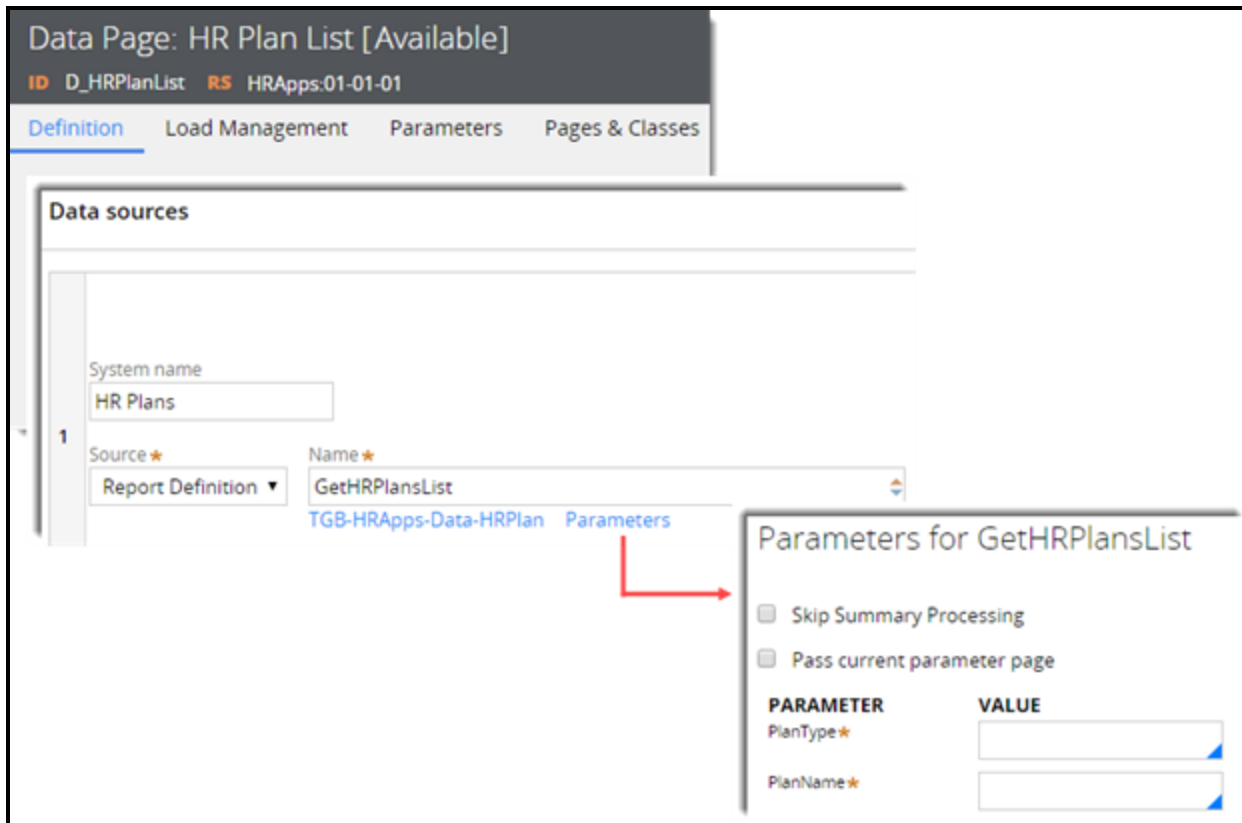 Data Page: HR Plan List [Available]
ID D_HRPlanList RS HRApps:01-01-01
Definition Load Management Parameters Pages & Classes
Data sources
System name
HR Plans
1
Source★ Name★
Report Definition ▼ GetHRPlansList
TGB-HRApps-Data-HRPlan Parameters
Parameters for GetHRPlansList
Skip Summary Processing
Pass current parameter page
PARAMETER VALUE
PlanType★
PlanName★